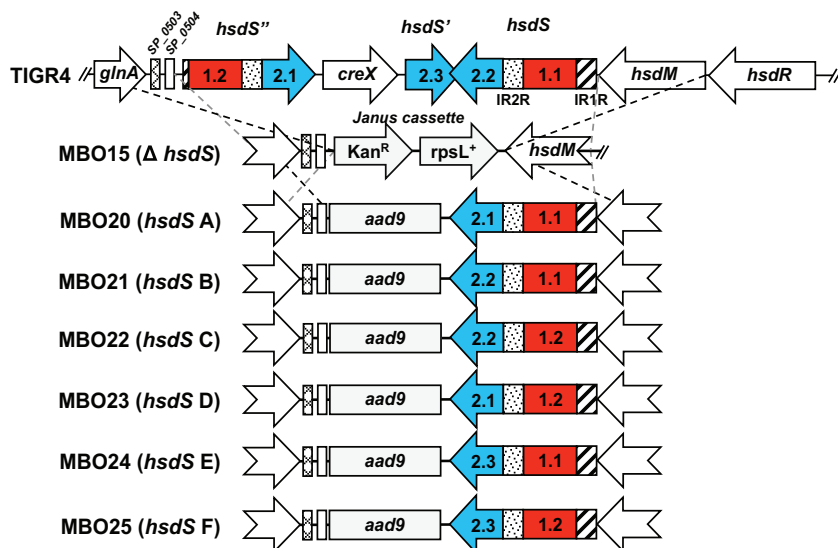 SP_0503
SP_0504
hsdS” hsdS’ hsdS
TIGR4 // glnA 1.2 2.1 creX 2.3 2.2 1.1 hsdM hsdR //
IR2R IR1R
Janus cassette
MBO15 (Δ hsdS) Kanᴿ rpsL⁺ hsdM //
MBO20 (hsdS A) aad9 2.1 1.1
MBO21 (hsdS B) aad9 2.2 1.1
MBO22 (hsdS C) aad9 2.2 1.2
MBO23 (hsdS D) aad9 2.1 1.2
MBO24 (hsdS E) aad9 2.3 1.1
MBO25 (hsdS F) aad9 2.3 1.2